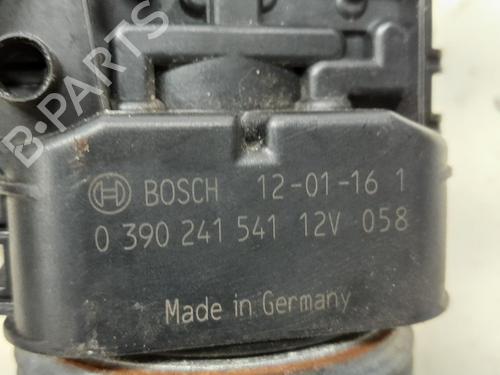 BOSCH 12-01-16 1
0 390 241 541 12V 058
Made in Germany
B-PARTS